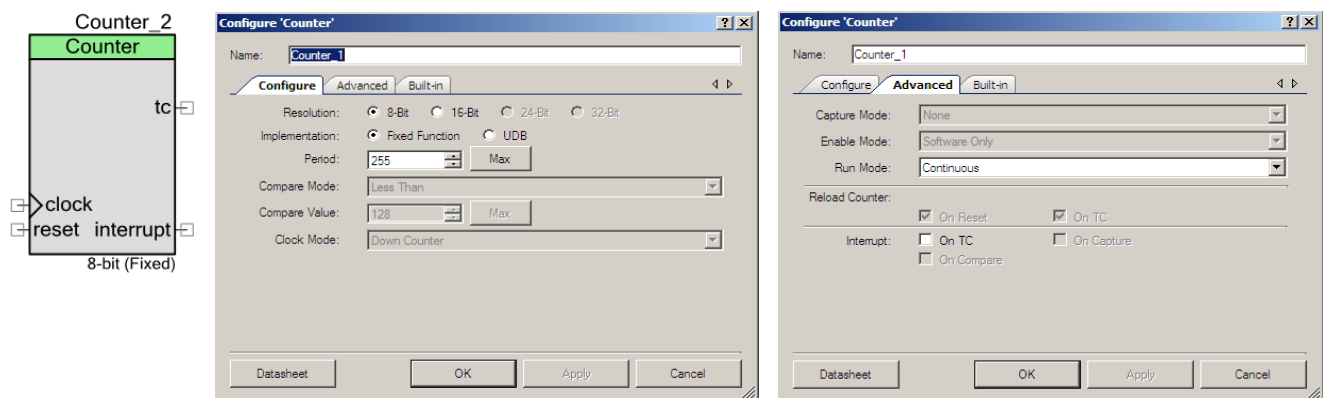 Counter_2
Counter
tc
clock
reset interrupt
8-bit (Fixed)
Configure 'Counter'
Name: Counter_1
Configure Advanced Built-in
Resolution: 8-Bit 16-Bit 24-Bit 32-Bit
Implementation: Fixed Function UDB
Period: 255 Max
Compare Mode: Less Than
Compare Value: 128 Max
Clock Mode: Down Counter
Datasheet OK Apply Cancel
Configure 'Counter'
Name: Counter_1
Configure Advanced Built-in
Capture Mode: None
Enable Mode: Software Only
Run Mode: Continuous
Reload Counter:
On Reset On TC
Interrupt: On TC On Capture
On Compare
Datasheet OK Apply Cancel